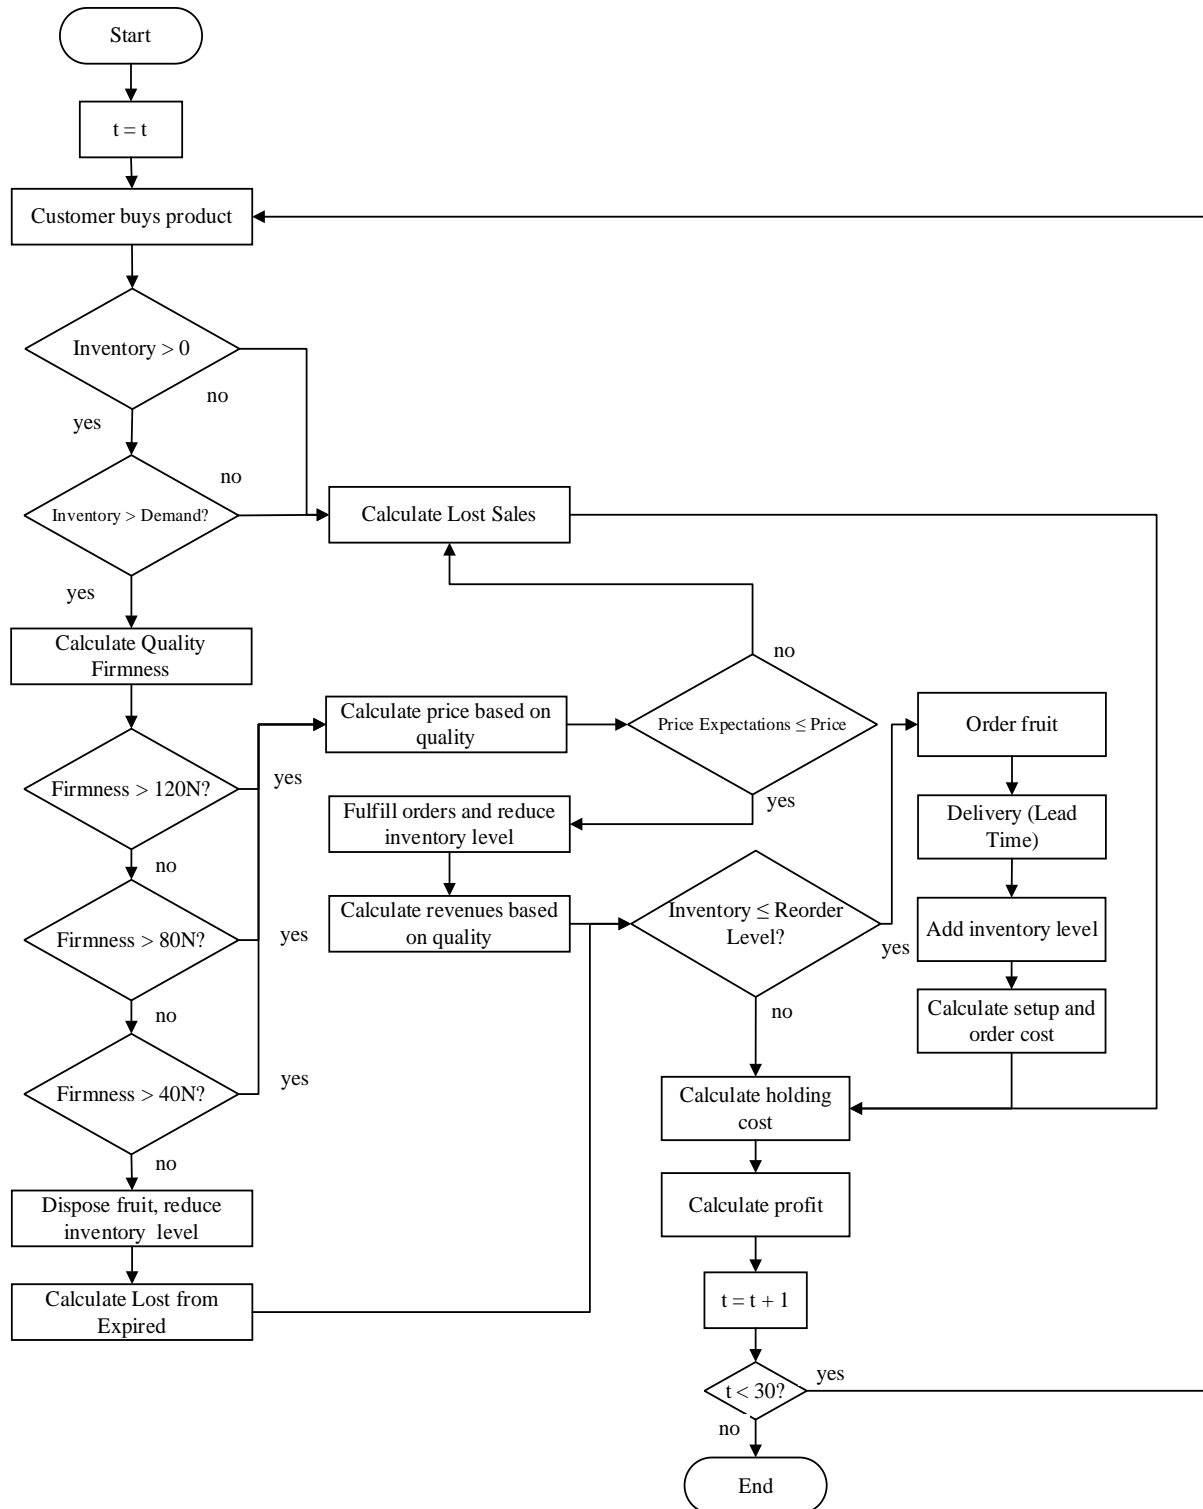 Start
t = t
Customer buys product
Inventory > 0
no
yes
no
Inventory > Demand?
Calculate Lost Sales
yes
Calculate Quality
Firmness
no
Calculate price based on
quality
Price Expectations ≤ Price
Order fruit
Firmness > 120N?
yes
yes
Fulfill orders and reduce
inventory level
Delivery (Lead
Time)
no
Calculate revenues based
on quality
Inventory ≤ Reorder
Level?
Add inventory level
Firmness > 80N?
yes
yes
no
no
Calculate setup and
order cost
Firmness > 40N?
yes
Calculate holding
cost
no
Dispose fruit, reduce
inventory level
Calculate profit
Calculate Lost from
Expired
t = t + 1
yes
t < 30?
no
End